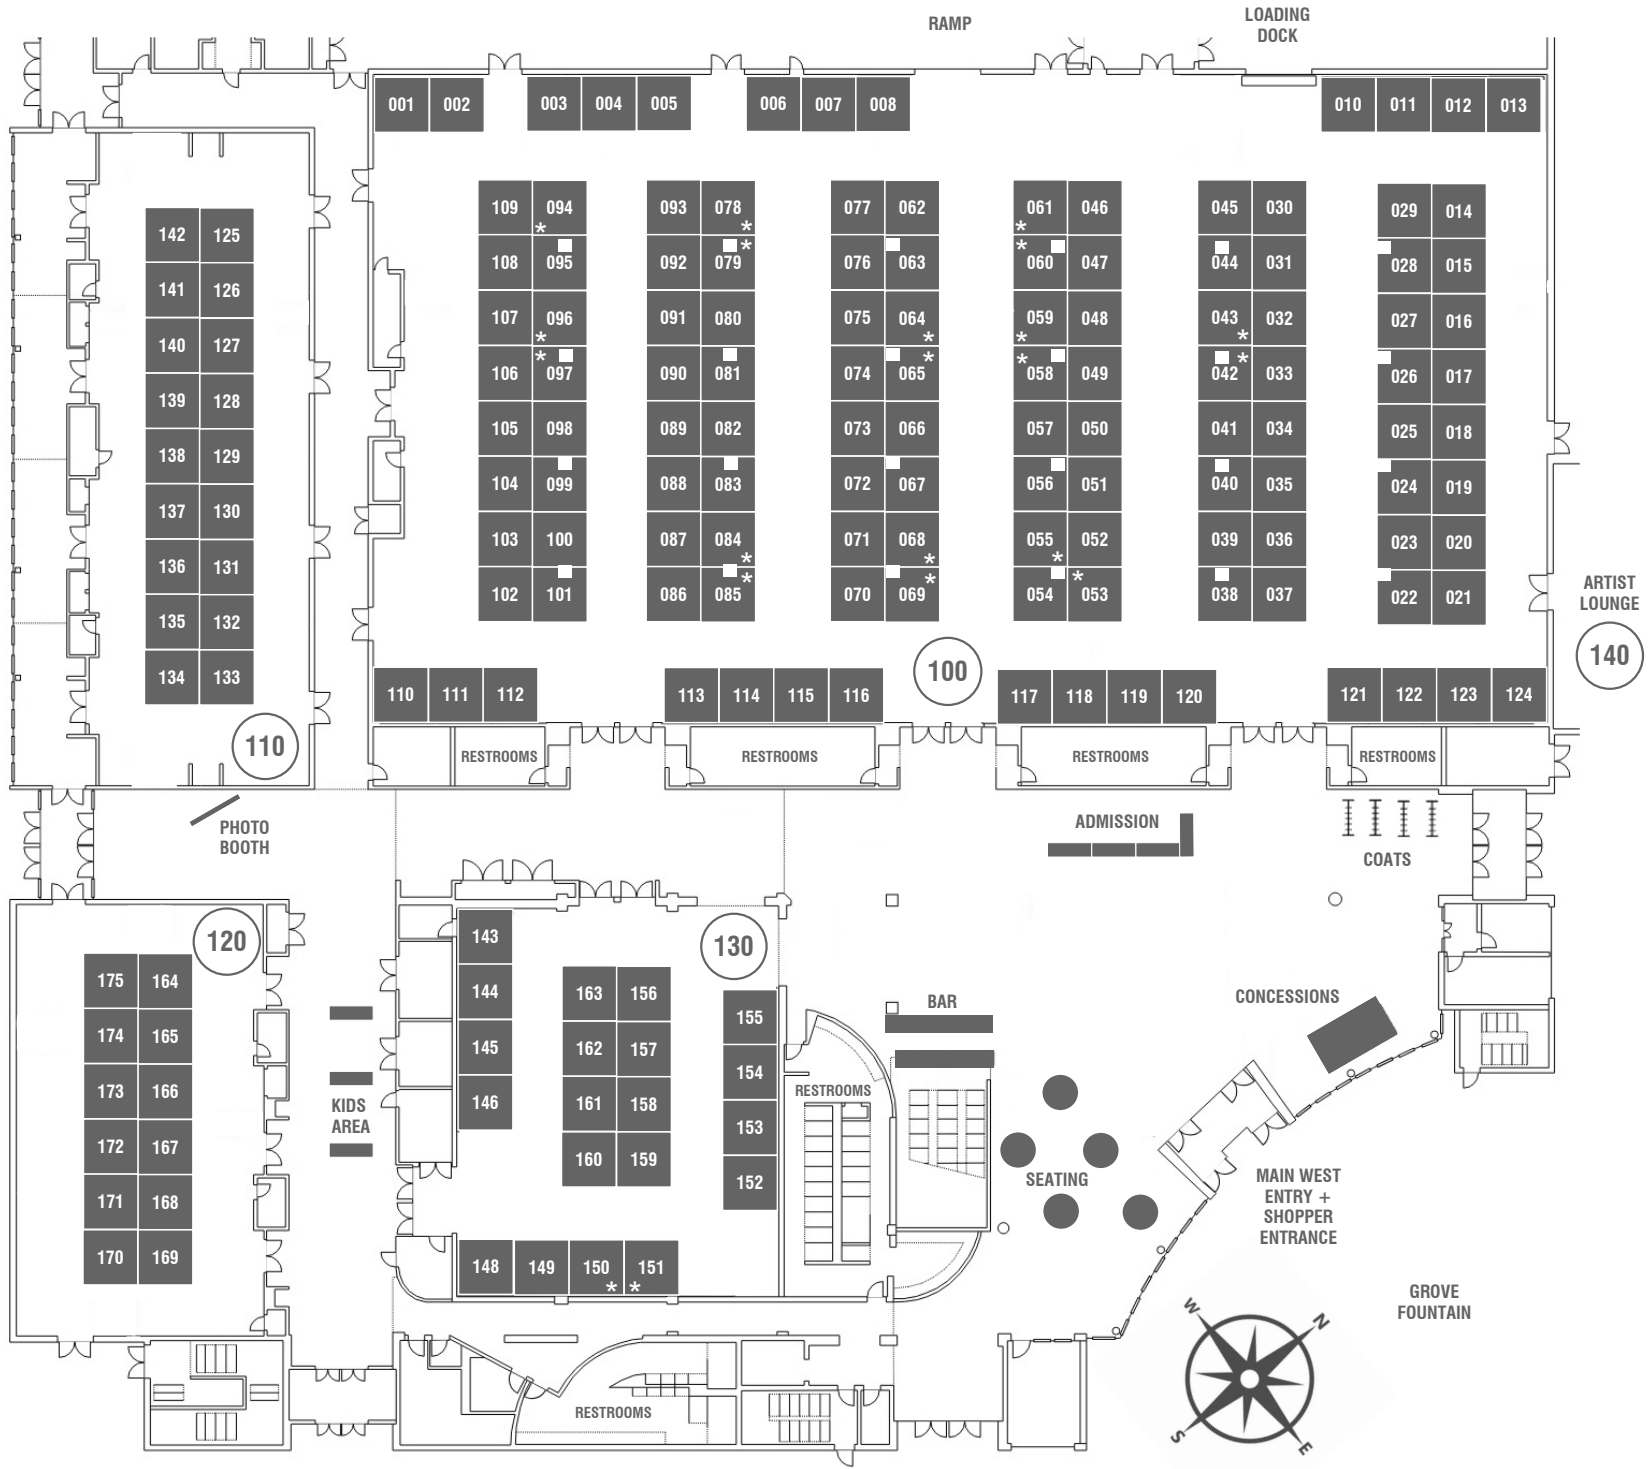 RAMP
LOADING
DOCK
001 002 003 004 005 006 007 008 010 011 012 013
109 094 093 078 077 062 061 046 045 030 029 014
* * *
142 125
* *
108 095 092 079 076 063 060 047 044 031 028 015
141 126
107 096 091 080 075 064 059 048 043 032 027 016
* * * *
140 127
* * * *
106 097 090 081 074 065 058 049 042 033 026 017
139 128
105 098 089 082 073 066 057 050 041 034 025 018
138 129
104 099 088 083 072 067 056 051 040 035 024 019
137 130
103 100 087 084 071 068 055 052 039 036 023 020
* * *
136 131
* * *
102 101 086 085 070 069 054 053 038 037 022 021
ARTIST
LOUNGE
140
135 132
134 133
100
110 111 112 113 114 115 116 117 118 119 120 121 122 123 124
110
RESTROOMS RESTROOMS RESTROOMS RESTROOMS
PHOTO
BOOTH
ADMISSION
COATS
120
143
130
175 164
144
163 156
155
BAR
CONCESSIONS
174 165
145
162 157
154
173 166
146
161 158
153
RESTROOMS
KIDS
AREA
172 167
160 159
152
SEATING
171 168
MAIN WEST
ENTRY +
SHOPPER
ENTRANCE
170 169
148 149 150 151
* *
GROVE
FOUNTAIN
W N
S E
RESTROOMS